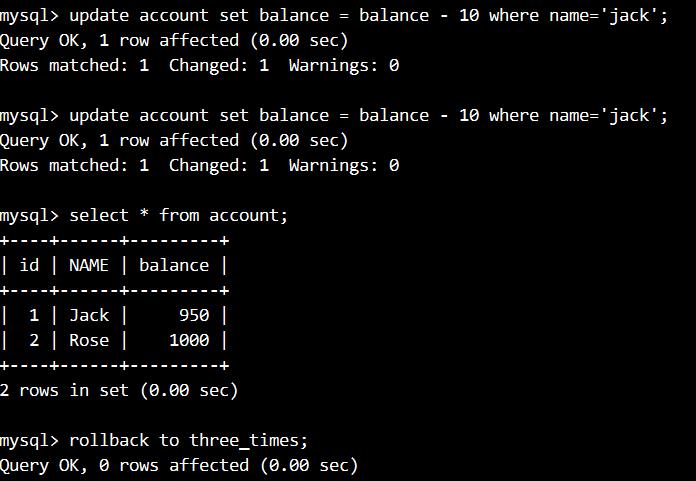 mysql> update account set balance = balance - 10 where name='jack';
Query OK, 1 row affected (0.00 sec)
Rows matched: 1  Changed: 1  Warnings: 0

mysql> update account set balance = balance - 10 where name='jack';
Query OK, 1 row affected (0.00 sec)
Rows matched: 1  Changed: 1  Warnings: 0

mysql> select * from account;
+----+------+---------+
| id | NAME | balance |
+----+------+---------+
|  1 | Jack |     950 |
|  2 | Rose |    1000 |
+----+------+---------+
2 rows in set (0.00 sec)

mysql> rollback to three_times;
Query OK, 0 rows affected (0.00 sec)